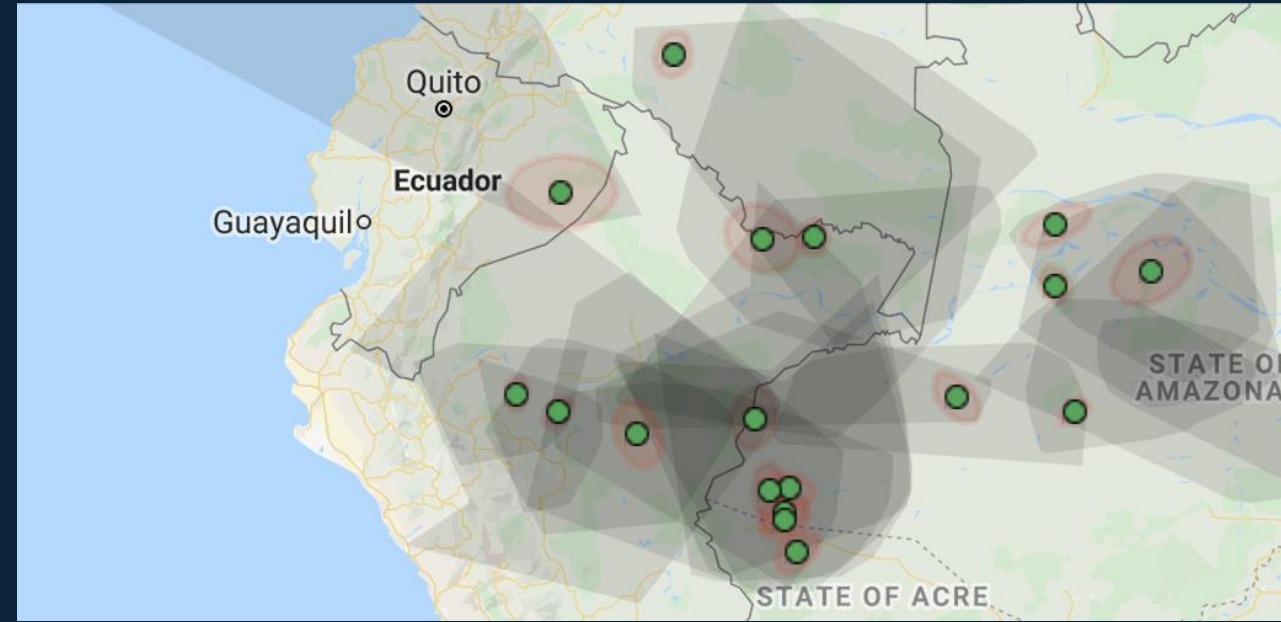 Quito
Ecuador
Guayaquil
STATE OF
AMAZONA
STATE OF ACRE